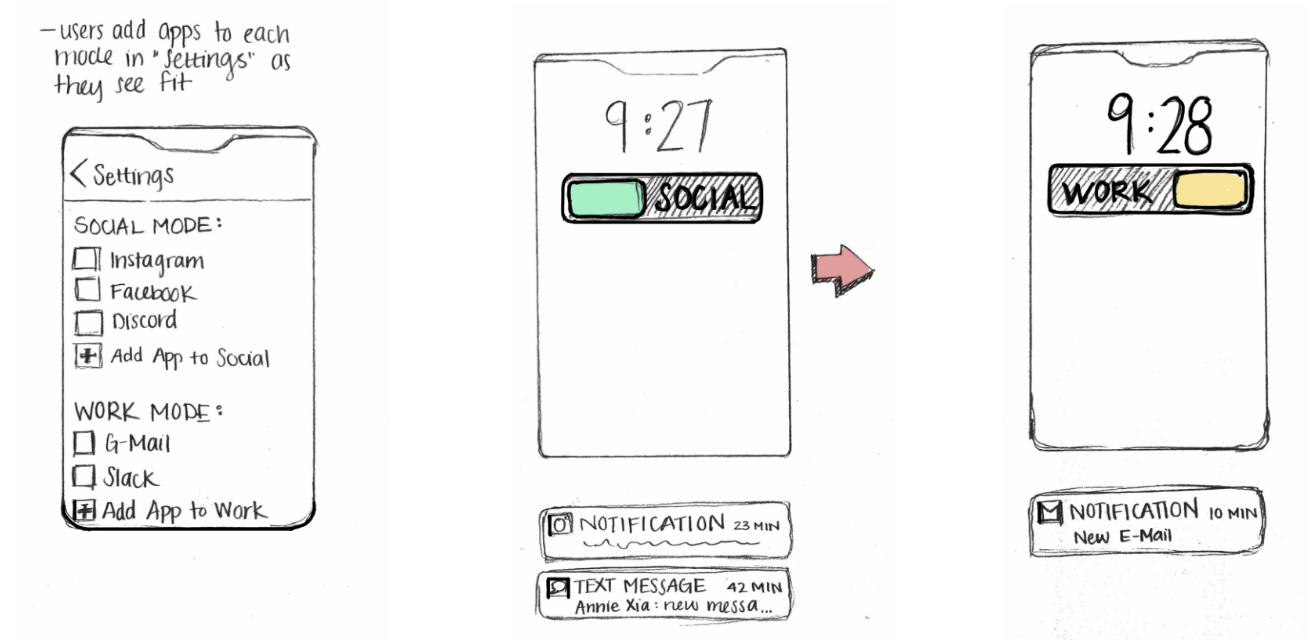 – users add apps to each
mode in "Settings" as
they see fit
< Settings
SOCIAL MODE:
Instagram
Facebook
Discord
+ Add App to Social
WORK MODE:
G-Mail
Slack
+ Add App to Work
9:27
SOCIAL
NOTIFICATION 23 MIN
TEXT MESSAGE 42 MIN
Annie Xia: new messa...
9:28
WORK
NOTIFICATION 10 MIN
New E-Mail